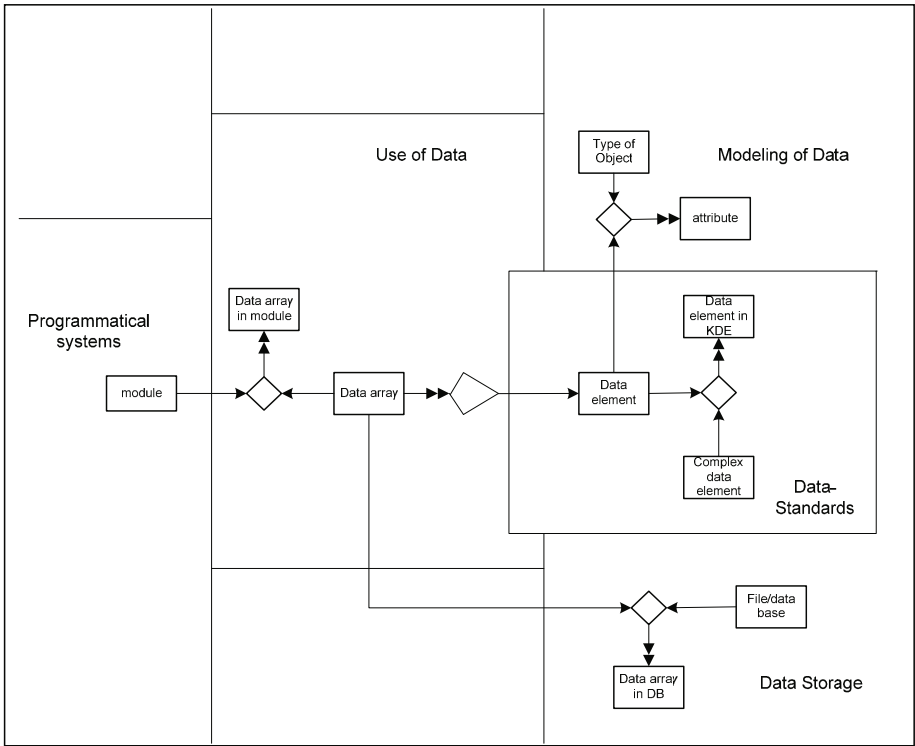 Use of Data
Type of
Object
Modeling of Data
attribute
Programmatical
systems
Data array
in module
Data
element in
KDE
module
Data array
Data
element
Complex
data
element
Data-
Standards
File/data
base
Data array
in DB
Data Storage